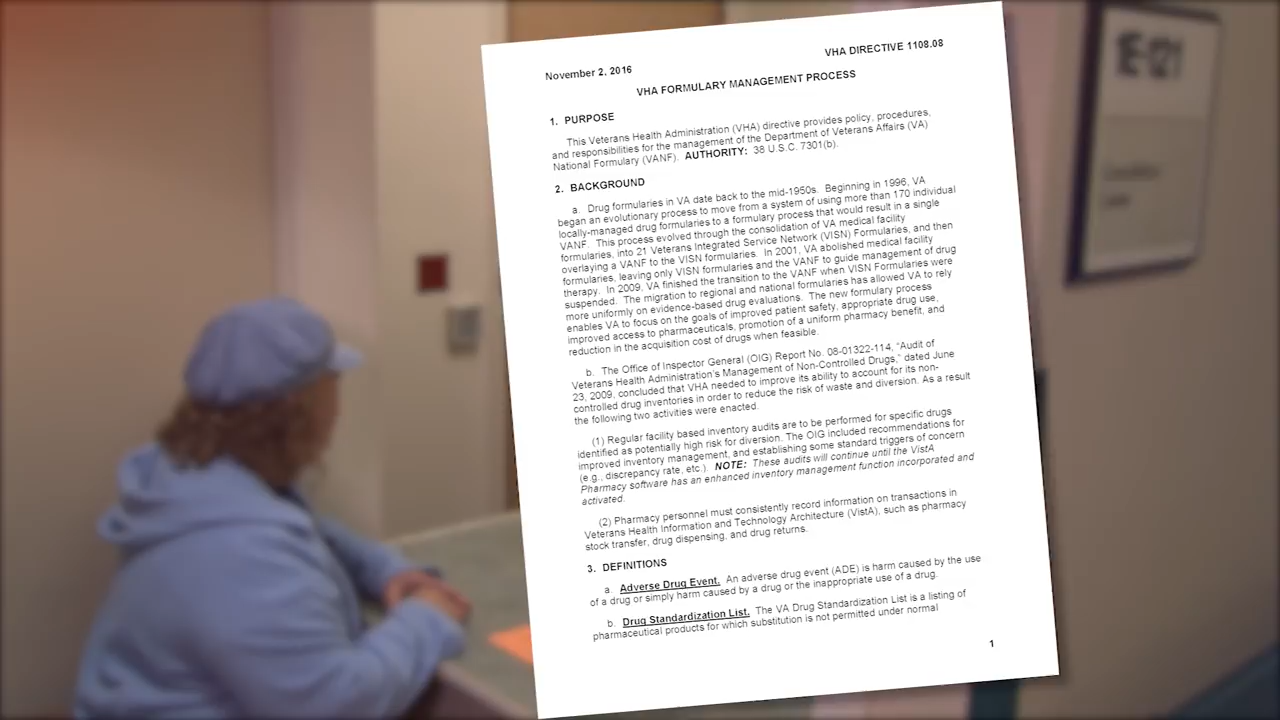 November 2, 2016
VHA DIRECTIVE 1108.08
VHA FORMULARY MANAGEMENT PROCESS
1. PURPOSE
This Veterans Health Administration (VHA) directive provides policy, procedures,
and responsibilities for the management of the Department of Veterans Affairs (VA)
National Formulary (VANF). AUTHORITY: 38 U.S.C. 7301(b).
2. BACKGROUND
a. Drug formularies in VA date back to the mid-1950s. Beginning in 1996, VA
began an evolutionary process to move from a system of using more than 170 individual
locally-managed drug formularies to a formulary process that would result in a single
VANF. This process evolved through the consolidation of VA medical facility
formularies, into 21 Veterans Integrated Service Network (VISN) Formularies, and then
overlaying a VANF to the VISN formularies. In 2001, VA abolished medical facility
formularies, leaving only VISN formularies and the VANF to guide management of drug
therapy. In 2009, VA finished the transition to the VANF when VISN Formularies were
suspended. The migration to regional and national formularies has allowed VA to rely
more uniformly on evidence-based drug evaluations. The new formulary process
enables VA to focus on the goals of improved patient safety, appropriate drug use,
improved access to pharmaceuticals, promotion of a uniform pharmacy benefit, and
reduction in the acquisition cost of drugs when feasible.
b. The Office of Inspector General (OIG) Report No. 08-01322-114, “Audit of
Veterans Health Administration’s Management of Non-Controlled Drugs,” dated June
23, 2009, concluded that VHA needed to improve its ability to account for its non-
controlled drug inventories in order to reduce the risk of waste and diversion. As a result
the following two activities were enacted.
(1) Regular facility based inventory audits are to be performed for specific drugs
identified as potentially high risk for diversion. The OIG included recommendations for
improved inventory management, and establishing some standard triggers of concern
(e.g., discrepancy rate, etc.). NOTE: These audits will continue until the VistA
Pharmacy software has an enhanced inventory management function incorporated and
activated.
(2) Pharmacy personnel must consistently record information on transactions in
Veterans Health Information and Technology Architecture (VistA), such as pharmacy
stock transfer, drug dispensing, and drug returns.
3. DEFINITIONS
a. Adverse Drug Event. An adverse drug event (ADE) is harm caused by the use
of a drug or simply harm caused by a drug or the inappropriate use of a drug.
b. Drug Standardization List. The VA Drug Standardization List is a listing of
pharmaceutical products for which substitution is not permitted under normal
1
1E-121